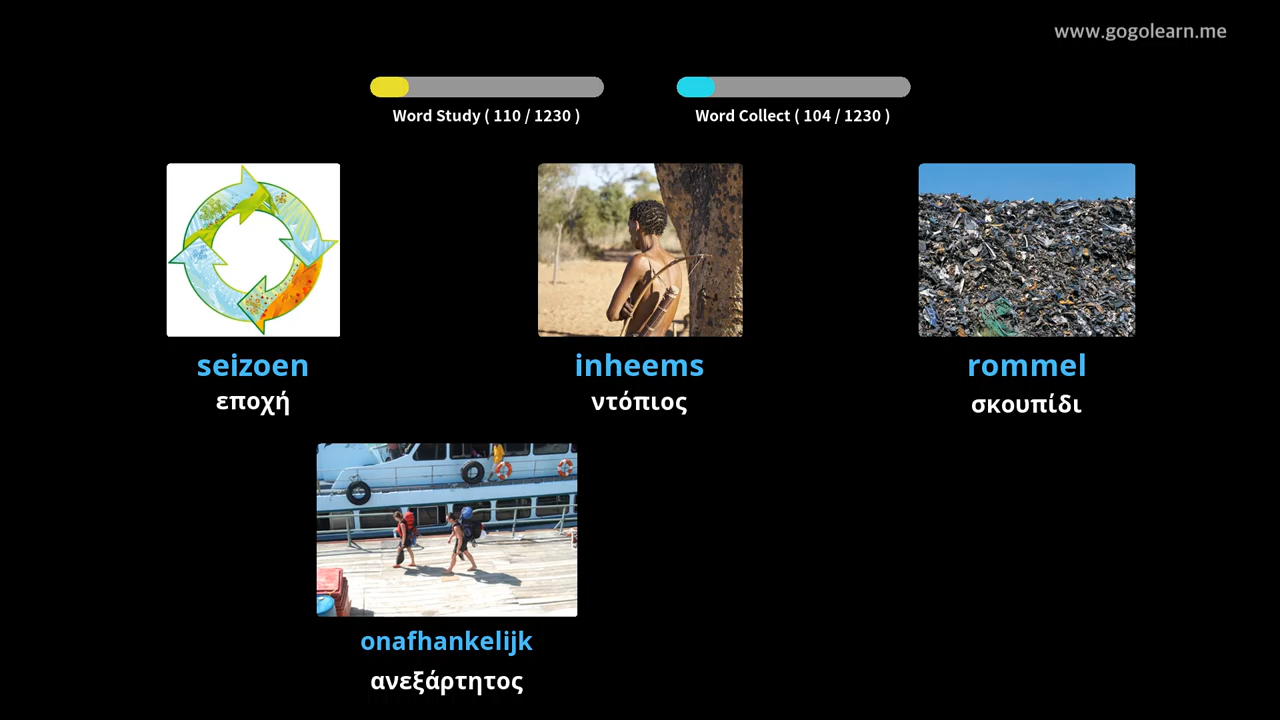 www.gogolearn.me
Word Study ( 110 / 1230 )
Word Collect ( 104 / 1230 )
seizoen
εποχή
inheems
ντόπιος
rommel
σκουπίδι
onafhankelijk
ανεξάρτητος